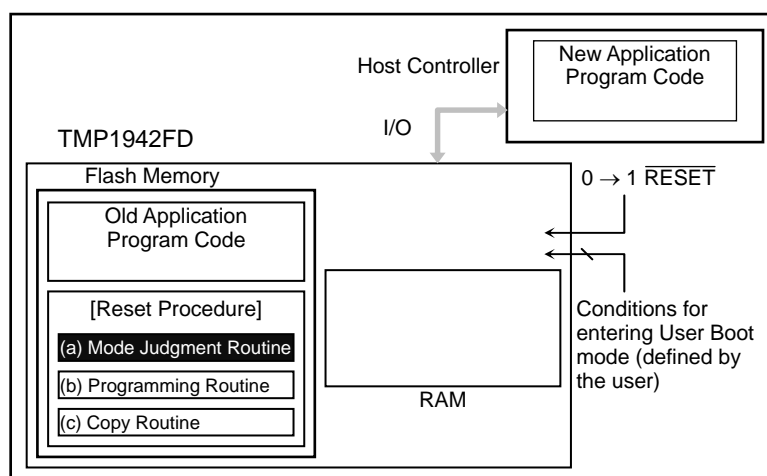 Host Controller
New Application
Program Code
I/O
TMP1942FD
Flash Memory
0 → 1 RESET
Old Application
Program Code
[Reset Procedure]
(a) Mode Judgment Routine
(b) Programming Routine
(c) Copy Routine
RAM
Conditions for
entering User Boot
mode (defined by
the user)